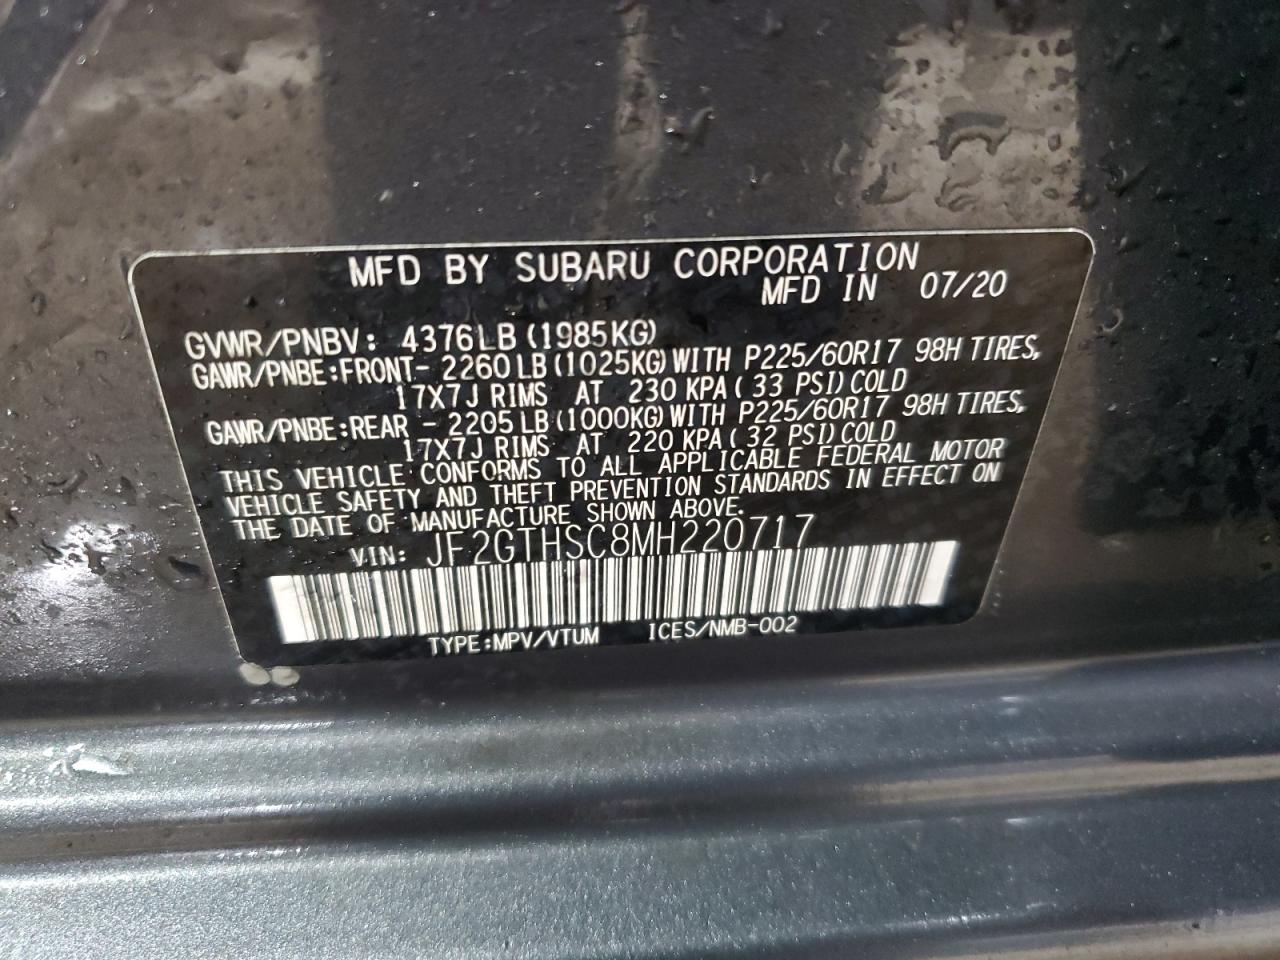 MFD BY SUBARU CORPORATION
MFD IN 07/20
GVWR/PNBV: 4376LB(1985KG)
GAWR/PNBE:FRONT- 2260LB(1025KG)WITH P225/60R17 98H TIRES,
17X7J RIMS AT 230 KPA( 33 PSI)COLD
GAWR/PNBE:REAR - 2205LB(1000KG)WITH P225/60R17 98H TIRES,
17X7J RIMS AT 220 KPA( 32 PSI)COLD
THIS VEHICLE CONFORMS TO ALL APPLICABLE FEDERAL MOTOR
VEHICLE SAFETY AND THEFT PREVENTION STANDARDS IN EFFECT ON
THE DATE OF MANUFACTURE SHOWN ABOVE.
VIN: JF2GTHSC8MH220717
TYPE:MPV/VTUM ICES/NMB-002